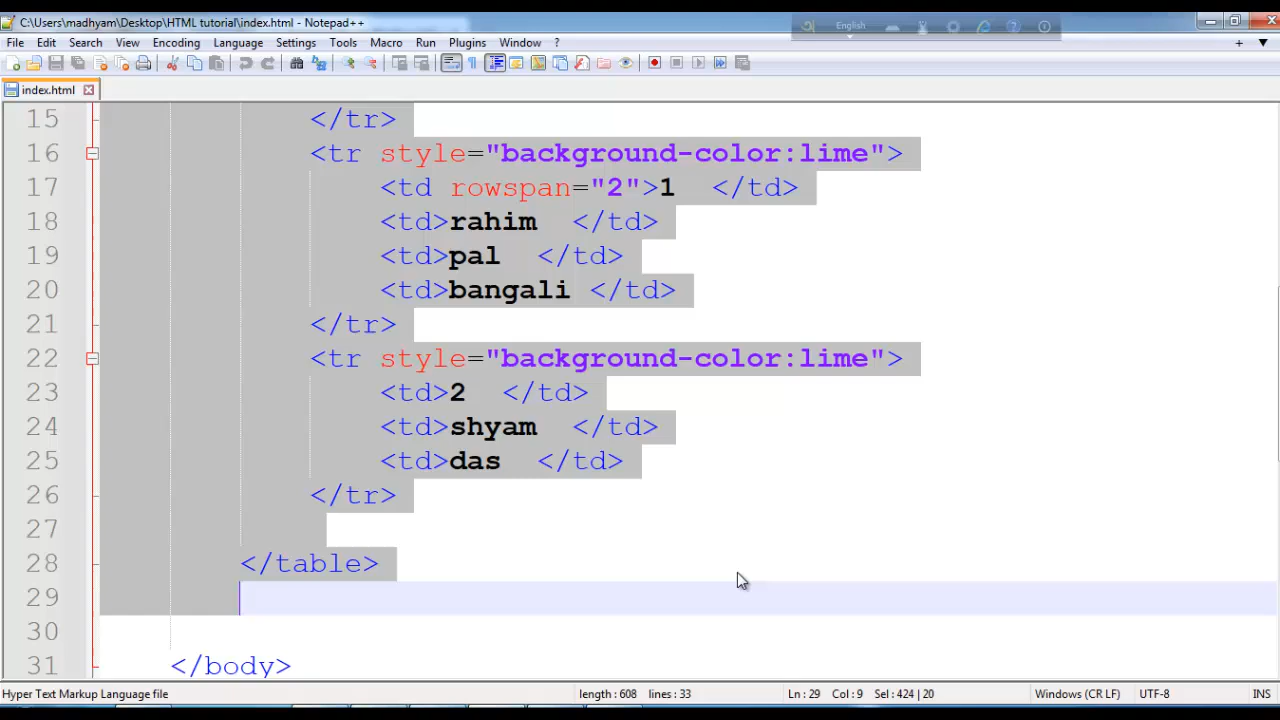 C:\Users\madhyam\Desktop\HTML tutorial\index.html - Notepad++
English
File Edit Search View Encoding Language Settings Tools Macro Run Plugins Window ?
index.html
15 </tr>
16 <tr style="background-color:lime">
17 <td rowspan="2">1 </td>
18 <td>rahim </td>
19 <td>pal </td>
20 <td>bangali </td>
21 </tr>
22 <tr style="background-color:lime">
23 <td>2 </td>
24 <td>shyam </td>
25 <td>das </td>
26 </tr>
27
28 </table>
29
30
31 </body>
Hyper Text Markup Language file length : 608 lines : 33 Ln : 29 Col : 9 Sel : 424 | 20 Windows (CR LF) UTF-8 INS